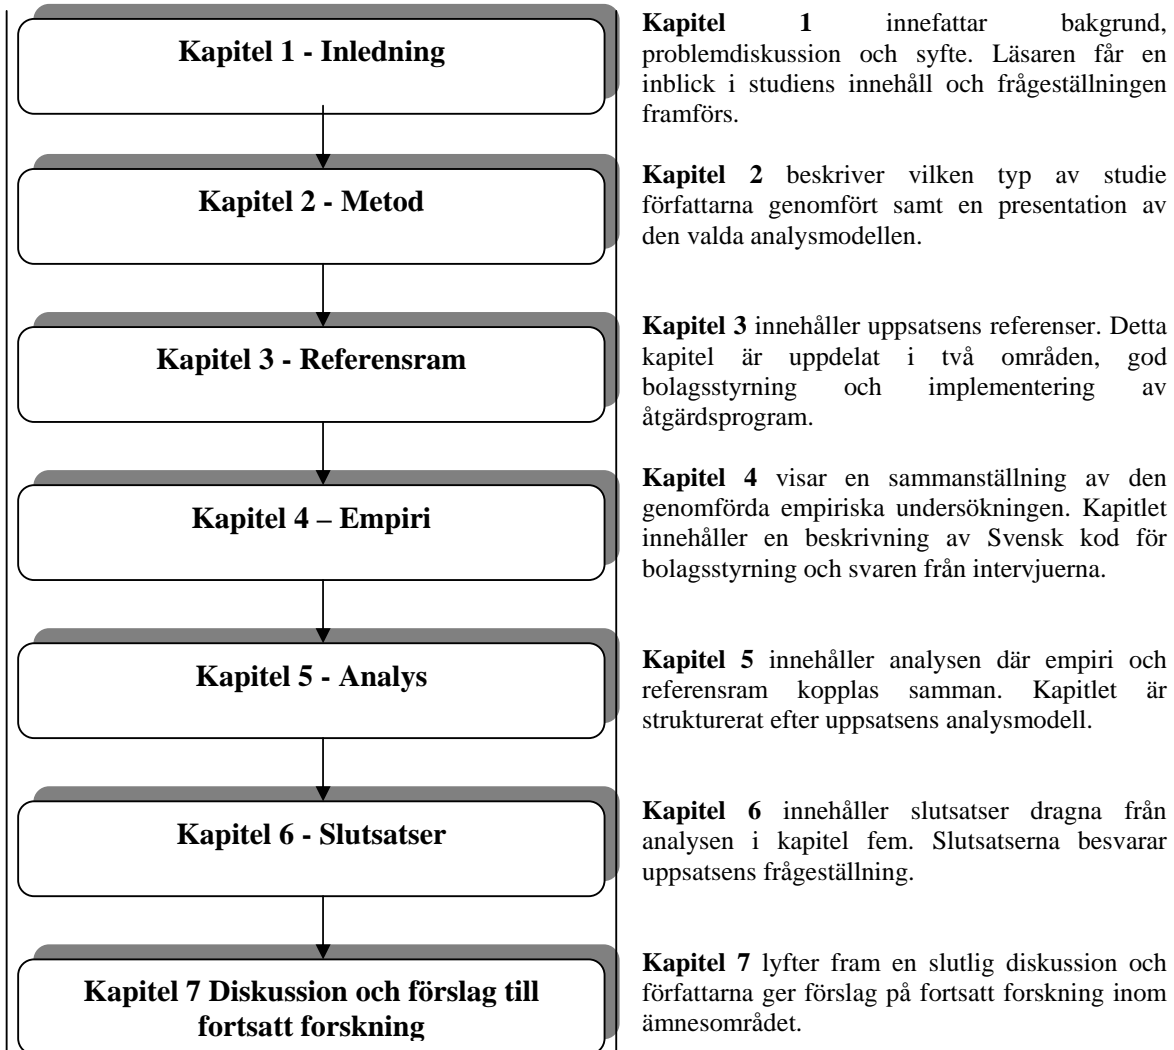 Kapitel 1 - Inledning
Kapitel 1 innefattar bakgrund,
problemdiskussion och syfte. Läsaren får en
inblick i studiens innehåll och frågeställningen
framförs.
Kapitel 2 - Metod
Kapitel 2 beskriver vilken typ av studie
författarna genomfört samt en presentation av
den valda analysmodellen.
Kapitel 3 - Referensram
Kapitel 3 innehåller uppsatsens referenser. Detta
kapitel är uppdelat i två områden, god
bolagsstyrning och implementering av
åtgärdsprogram.
Kapitel 4 – Empiri
Kapitel 4 visar en sammanställning av den
genomförda empiriska undersökningen. Kapitlet
innehåller en beskrivning av Svensk kod för
bolagsstyrning och svaren från intervjuerna.
Kapitel 5 - Analys
Kapitel 5 innehåller analysen där empiri och
referensram kopplas samman. Kapitlet är
strukturerat efter uppsatsens analysmodell.
Kapitel 6 - Slutsatser
Kapitel 6 innehåller slutsatser dragna från
analysen i kapitel fem. Slutsatserna besvarar
uppsatsens frågeställning.
Kapitel 7 Diskussion och förslag till
fortsatt forskning
Kapitel 7 lyfter fram en slutlig diskussion och
författarna ger förslag på fortsatt forskning inom
ämnesområdet.